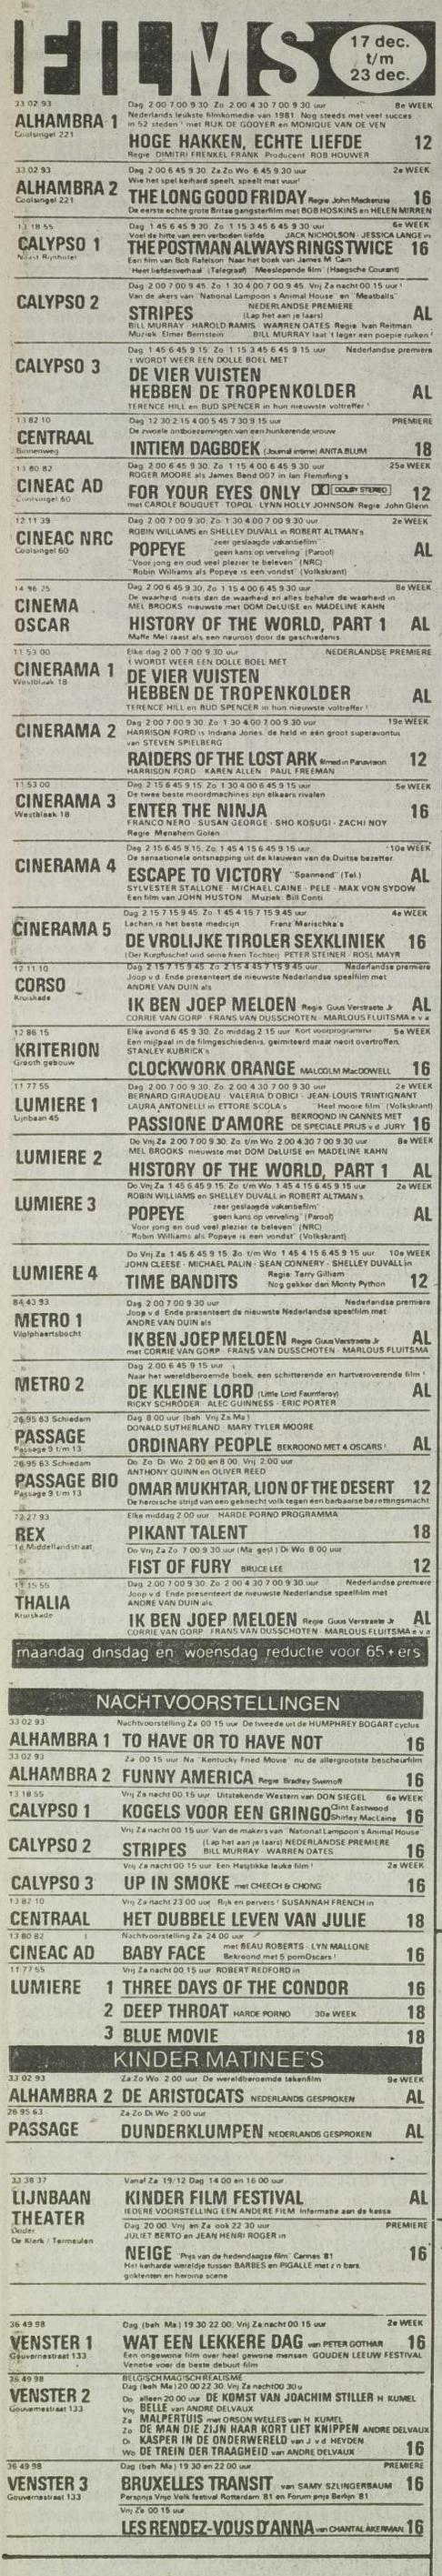 FILMS
17 dec.
t/m
23 dec.
33 02 93 Dag 2 00 7 00 9 30 Zo 2 00 4 30 7 00 9 30 uur 8e WEEK
ALHAMBRA 1 Nederlands leukste filmkomedie van 1981 Nog steeds met veel succes
Coolsingel 221 in 52 steden ' met RIJK DE GOOYER en MONIQUE VAN DE VEN
HOGE HAKKEN, ECHTE LIEFDE 12
Regie DIMITRI FRENKEL FRANK Producent ROB HOUWER
33 02 93 Dag 2 00 6 45 9 30 Za Zo Wo 6 45 9 30 uur 2e WEEK
ALHAMBRA 2 Wie het spel kerhard speelt, speelt met vuur!
Coolsingel 221 THE LONG GOOD FRIDAY Regie John Mackenzie 16
De eerste echte grote Britse gangsterfilm met BOB HOSKINS en HELEN MIRREN
13 18 55 Dag 1 45 6 45 9 30 Zo 1 15 3 45 6 45 9 30 uur 6e WEEK
CALYPSO 1 Voel de hitte van een verboden liefde JACK NICHOLSON - JESSICA LANGE in
Naast Rijnhotel THE POSTMAN ALWAYS RINGS TWICE 16
Een film van Bob Rafelson Naar het boek van James M Cain
"Heet liefdesverhaal" (Telegraaf) "Meeslepende film" (Haagsche Courant)
Dag 2 00 7 00 9 45 Zo 1 30 4 00 7 00 9 45 Vrij Za nacht 00 15 uur !
CALYPSO 2 Van de makers van "National Lampoon's Animal House" en "Meatballs"
NEDERLANDSE PREMIERE
STRIPES (Lap het aan je laars) AL
BILL MURRAY HAROLD RAMIS WARREN OATES Regie Ivan Reitman
Muziek Elmer Bernstein BILL MURRAY laat 't leger een poepie ruiken !
Dag 1 45 6 45 9 15 Zo 1 15 3 45 6 45 9 15 uur Nederlandse premiere
CALYPSO 3 't WORDT WEER EEN DOLLE BOEL MET
DE VIER VUISTEN
HEBBEN DE TROPENKOLDER AL
TERENCE HILL en BUD SPENCER in hun nieuwste voltreffer !
13 82 10 Dag 12 30 2 15 4 00 5 45 7 30 9 15 uur PREMIERE
CENTRAAL De zwoele ontboezemingen van een hunkerende vrouw
Binnenweg INTIEM DAGBOEK (Journal intime) ANITA BLUM 18
13 80 82 Dag 2 00 6 45 9 30 Zo 1 15 4 00 6 45 9 30 uur 25e WEEK
CINEAC AD ROGER MOORE als James Bond 007 in Ian Flemming's
Coolsingel 60 FOR YOUR EYES ONLY DOLBY STEREO 12
met CAROLE BOUQUET - TOPOL - LYNN HOLLY JOHNSON Regie John Glenn
12 11 39 Dag 2 00 7 00 9 30 Zo 1 30 4 00 7 00 9 30 uur 2e WEEK
CINEAC NRC ROBIN WILLIAMS en SHELLEY DUVALL in ROBERT ALTMAN's
Coolsingel 60 POPEYE "zeer geslaagde vakantiefilm" AL
"geen kans op verveling" (Parool)
"Voor jong en oud veel plezier te beleven" (NRC)
"Robin Williams als Popeye is een vondst" (Volkskrant)
14 96 75 Dag 2 00 6 45 9 30 Zo 1 15 4 00 6 45 9 30 uur 8e WEEK
CINEMA De waarheid niets dan de waarheid en alles behalve de waarheid in
OSCAR MEL BROOKS nieuwste met DOM DeLUISE en MADELINE KAHN
HISTORY OF THE WORLD, PART 1 AL
Maffe Mel raast als een neuroot door de geschiedenis
11 53 00 Elke dag 2 00 7 00 9 30 uur NEDERLANDSE PREMIERE
CINERAMA 1 't WORDT WEER EEN DOLLE BOEL MET
Westblaak 18 DE VIER VUISTEN
HEBBEN DE TROPENKOLDER AL
TERENCE HILL en BUD SPENCER in hun nieuwste voltreffer !
Dag 2 00 7 00 9 30 Zo 1 30 4 00 7 00 9 30 uur 19e WEEK
CINERAMA 2 HARRISON FORD is Indiana Jones, de held in één groot superavontuur
van STEVEN SPIELBERG
RAIDERS OF THE LOST ARK filmed in Panavision 12
HARRISON FORD KAREN ALLEN PAUL FREEMAN
11 53 00 Dag 2 15 6 45 9 15 Zo 1 30 4 00 6 45 9 15 uur 5e WEEK
CINERAMA 3 De twee beste moordmachines zijn elkaars rivalen
Westblaak 18 ENTER THE NINJA 16
FRANCO NERO - SUSAN GEORGE - SHO KOSUGI - ZACHI NOY
Regie Menahem Golan
Dag 2 15 6 45 9 15 Zo 1 45 4 15 6 45 9 15 uur 10e WEEK
CINERAMA 4 De sensationele ontsnapping uit de klauwen van de Duitse bezetter
ESCAPE TO VICTORY "Spannend" (Tel.) AL
SYLVESTER STALLONE - MICHAEL CAINE - PELE - MAX VON SYDOW
Een film van JOHN HUSTON Muziek Bill Conti
Dag 2 15 7 15 9 45 Zo 1 45 4 15 7 15 9 45 uur 4e WEEK
CINERAMA 5 Lachen is het beste medicijn Franz Marischka's
DE VROLIJKE TIROLER SEXKLINIEK 16
(Der Kurpfuscher und seine fixen Tochter) PETER STEINER - ROSL MAYR
12 11 10 Dag 2 15 7 15 9 45 Zo 2 15 4 45 7 15 9 45 uur Nederlandse premiere
CORSO Joop v d Ende presenteert de nieuwste Nederlandse speelfilm met
Kruiskade ANDRE VAN DUIN als
IK BEN JOEP MELOEN Regie Guus Verstraete Jr AL
CORRIE VAN GORP - FRANS VAN DUSSCHOTEN - MARLOUS FLUITSMA e v a
12 86 15 Elke avond 6 45 9 30 Zo middag 2 15 uur Kort voorprogramma 5e WEEK
KRITERION Een mijlpaal in de filmgeschiedenis, geimiteerd maar nooit overtroffen
Grooth gebouw STANLEY KUBRICK's
CLOCKWORK ORANGE MALCOLM MacDOWELL 16
11 77 55 Dag 2 00 7 00 9 30 Zo 2 00 4 30 7 00 9 30 uur 2e WEEK
LUMIERE 1 BERNARD GIRAUDEAU - VALERIA D'OBICI - JEAN-LOUIS TRINTIGNANT
Lijnbaan 45 LAURA ANTONELLI in ETTORE SCOLA's "Heel mooie film" (Volkskrant)
BEKROOND IN CANNES MET
PASSIONE D'AMORE DE SPECIALE PRIJS v d JURY 16
Do Vrij Za 2 00 7 00 9 30 Zo t/m Wo 2.00 4.30 7 00 9 30 uur 8e WEEK
LUMIERE 2 MEL BROOKS nieuwste met DOM DeLUISE en MADELINE KAHN
HISTORY OF THE WORLD, PART 1 AL
Do Vrij Za 1 45 6 45 9 15 Zo t/m Wo 1 45 4 15 6 45 9 15 uur 2e WEEK
LUMIERE 3 ROBIN WILLIAMS en SHELLEY DUVALL in ROBERT ALTMAN's
POPEYE "zeer geslaagde vakantiefilm" AL
"geen kans op verveling" (Parool)
"Voor jong en oud veel plezier te beleven" (NRC)
"Robin Williams als Popeye is een vondst" (Volkskrant)
Do Vrij Za 1 45 6 45 9 15 Zo t/m Wo 1 45 4 15 6 45 9 15 uur 10e WEEK
LUMIERE 4 JOHN CLEESE - MICHAEL PALIN - SEAN CONNERY - SHELLEY DUVALL in
Regie Terry Gilliam
TIME BANDITS Nog gekker dan Monty Python 12
84 43 93 Dag 2 00 7 00 9 30 uur Nederlandse premiere
METRO 1 Joop v d Ende presenteert de nieuwste Nederlandse speelfilm met
Wolphaertsbocht ANDRE VAN DUIN als
IK BEN JOEP MELOEN Regie Guus Verstraete Jr AL
met CORRIE VAN GORP - FRANS VAN DUSSCHOTEN - MARLOUS FLUITSMA
Dag 2 00 6 45 9 15 uur
METRO 2 Naar het wereldberoemde boek, een schitterende en hartveroverende film !
DE KLEINE LORD (Little Lord Fauntleroy) AL
RICKY SCHRÖDER - ALEC GUINNESS - ERIC PORTER
26 95 63 Schiedam Dag 8 00 uur (beh Vrij Za Ma)
PASSAGE DONALD SUTHERLAND - MARY TYLER MOORE
Passage 9 t/m 13 ORDINARY PEOPLE BEKROOND MET 4 OSCARS ! AL
26 95 63 Schiedam Do Zo Di Wo 2 00 en 8 00 Vrij 2.00 uur
PASSAGE BIO ANTHONY QUINN en OLIVER REED
Passage 9 t/m 13 OMAR MUKHTAR, LION OF THE DESERT 12
De heroische strijd van een geknecht volk tegen een barbaarse bezettingsmacht
72 27 93 Elke middag 2 00 uur HARDE PORNO PROGRAMMA
REX PIKANT TALENT 18
1e Middellandstraat Do Vrij Za Zo 7 00 9 30 uur (Ma gesl ) Di Wo 8 00 uur
FIST OF FURY BRUCE LEE 12
11 15 55 Dag 2 00 7 00 9 30 Zo 2 00 4 30 7 00 9 30 uur Nederlandse premiere
THALIA Joop v d Ende presenteert de nieuwste Nederlandse speelfilm met
Kruiskade ANDRE VAN DUIN als
IK BEN JOEP MELOEN Regie Guus Verstraete Jr AL
CORRIE VAN GORP - FRANS VAN DUSSCHOTEN - MARLOUS FLUITSMA e v a
maandag dinsdag en woensdag reductie voor 65+ers
NACHTVOORSTELLINGEN
33 02 93 Nachtvoorstelling Za 00 15 uur De tweede uit de HUMPHREY BOGART cyclus
ALHAMBRA 1 TO HAVE OR TO HAVE NOT 16
33 02 93 Za 00 15 uur Na "Kentucky Fried Movie" nu de allergrootste bescheurfilm
ALHAMBRA 2 FUNNY AMERICA Regie Bradley Swirnoff 16
13 18 55 Vrij Za nacht 00 15 uur Uitstekende Western van DON SIEGEL 6e WEEK
CALYPSO 1 KOGELS VOOR EEN GRINGO Clint Eastwood Shirley MacLaine 16
Vrij Za nacht 00 15 uur Van de makers van "National Lampoon's Animal House"
CALYPSO 2 STRIPES (Lap het aan je laars) NEDERLANDSE PREMIERE
BILL MURRAY WARREN OATES 16
Vrij Za nacht 00 15 uur Een Hasjtikke leuke film ! 2e WEEK
CALYPSO 3 UP IN SMOKE met CHEECH & CHONG 16
13 82 10 Vrij Za nacht 23 00 uur Rijk en pervers ! SUSANNAH FRENCH in
CENTRAAL HET DUBBELE LEVEN VAN JULIE 18
13 80 82 Nachtvoorstelling Za 24 00 uur
CINEAC AD BABY FACE met BEAU ROBERTS - LYN MALLONE
Bekroond met 5 pornOscars ! 16
11 77 55 Vrij Za nacht 00 15 uur ROBERT REDFORD in
LUMIERE 1 THREE DAYS OF THE CONDOR 16
2 DEEP THROAT HARDE PORNO 30e WEEK 18
3 BLUE MOVIE 18
KINDER MATINEE'S
33 02 93 Za Zo Wo 2 00 uur De wereldberoemde tekenfilm 9e WEEK
ALHAMBRA 2 DE ARISTOCATS NEDERLANDS GESPROKEN AL
26 95 63 Za Zo Di Wo 2 00 uur
PASSAGE DUNDERKLUMPEN NEDERLANDS GESPROKEN AL
33 38 37 Vanaf Za 19/12 Dag 14 00 en 16 00 uur
LIJNBAAN KINDER FILM FESTIVAL AL
THEATER IEDERE VOORSTELLING EEN ANDERE FILM Informatie aan de kassa
De Klerk / Termeulen Dag 20 00 Vrij en Za ook 22 30 uur PREMIERE
JULIET BERTO en JEAN HENRI ROGER in
NEIGE "Prijs van de hedendaagse film" Cannes '81 16
Het keiharde wereldje tussen BARBES en PIGALLE met z'n bars,
goktenten en heroine scene
36 49 98 Dag (beh Ma) 19 30 22 00 Vrij Za nacht 00 15 uur 2e WEEK
VENSTER 1 WAT EEN LEKKERE DAG van PETER GOTHAR 16
Gouvernestraat 133 Een ongewone film over heel gewone mensen GOUDEN LEEUW FESTIVAL
Venetie voor de beste debuut film
36 49 98 BELGISCH MAGISCH REALISME
VENSTER 2 Dag (beh Ma) 20 00 22 30 Vrij Za nacht 00 30 u
Gouvernestraat 133 Do alleen 20 00 uur DE KOMST VAN JOACHIM STILLER H KUMEL
Vrij BELLE van ANDRE DELVAUX
Za MALPERTUIS met ORSON WELLES van H KUMEL
Zo DE MAN DIE ZIJN HAAR KORT LIET KNIPPEN ANDRE DELVAUX
Di KASPER IN DE ONDERWERELD van J v d HEYDEN
Wo DE TREIN DER TRAAGHEID van ANDRE DELVAUX 16
36 49 98 Dag (beh Ma) 19 30 en 22 00 uur PREMIERE
VENSTER 3 BRUXELLES TRANSIT van SAMY SZLINGERBAUM 16
Gouvernestraat 133 Persprijs Vrije Volk festival Rotterdam '81 en Forum prijs Berlijn '81
Vrij Za 00 15 uur
LES RENDEZ-VOUS D'ANNA van CHANTAL AKERMAN 16